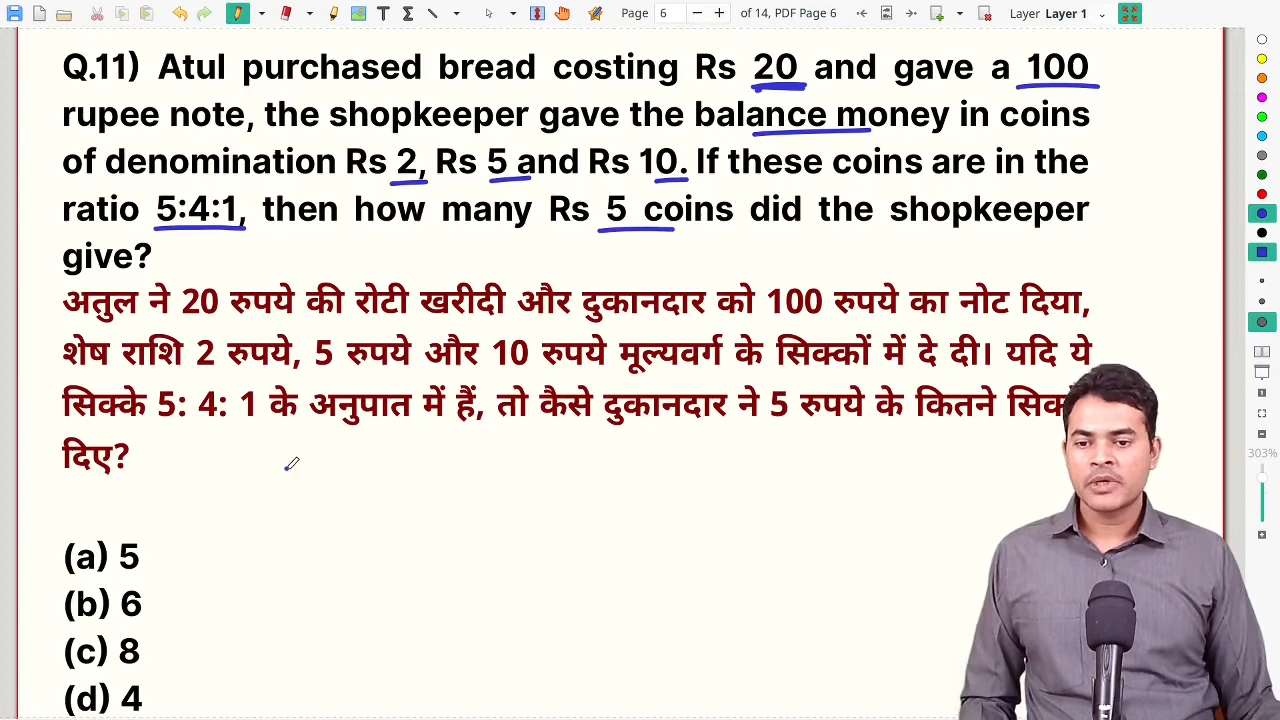 Page 6 of 14, PDF Page 6 Layer Layer 1
Q.11) Atul purchased bread costing Rs 20 and gave a 100
rupee note, the shopkeeper gave the balance money in coins
of denomination Rs 2, Rs 5 and Rs 10. If these coins are in the
ratio 5:4:1, then how many Rs 5 coins did the shopkeeper
give?
अतुल ने 20 रुपये की रोटी खरीदी और दुकानदार को 100 रुपये का नोट दिया,
शेष राशि 2 रुपये, 5 रुपये और 10 रुपये मूल्यवर्ग के सिक्कों में दे दी। यदि ये
सिक्के 5: 4: 1 के अनुपात में हैं, तो कैसे दुकानदार ने 5 रुपये के कितने
दिए?
303%
(a) 5
(b) 6
(c) 8
(d) 4